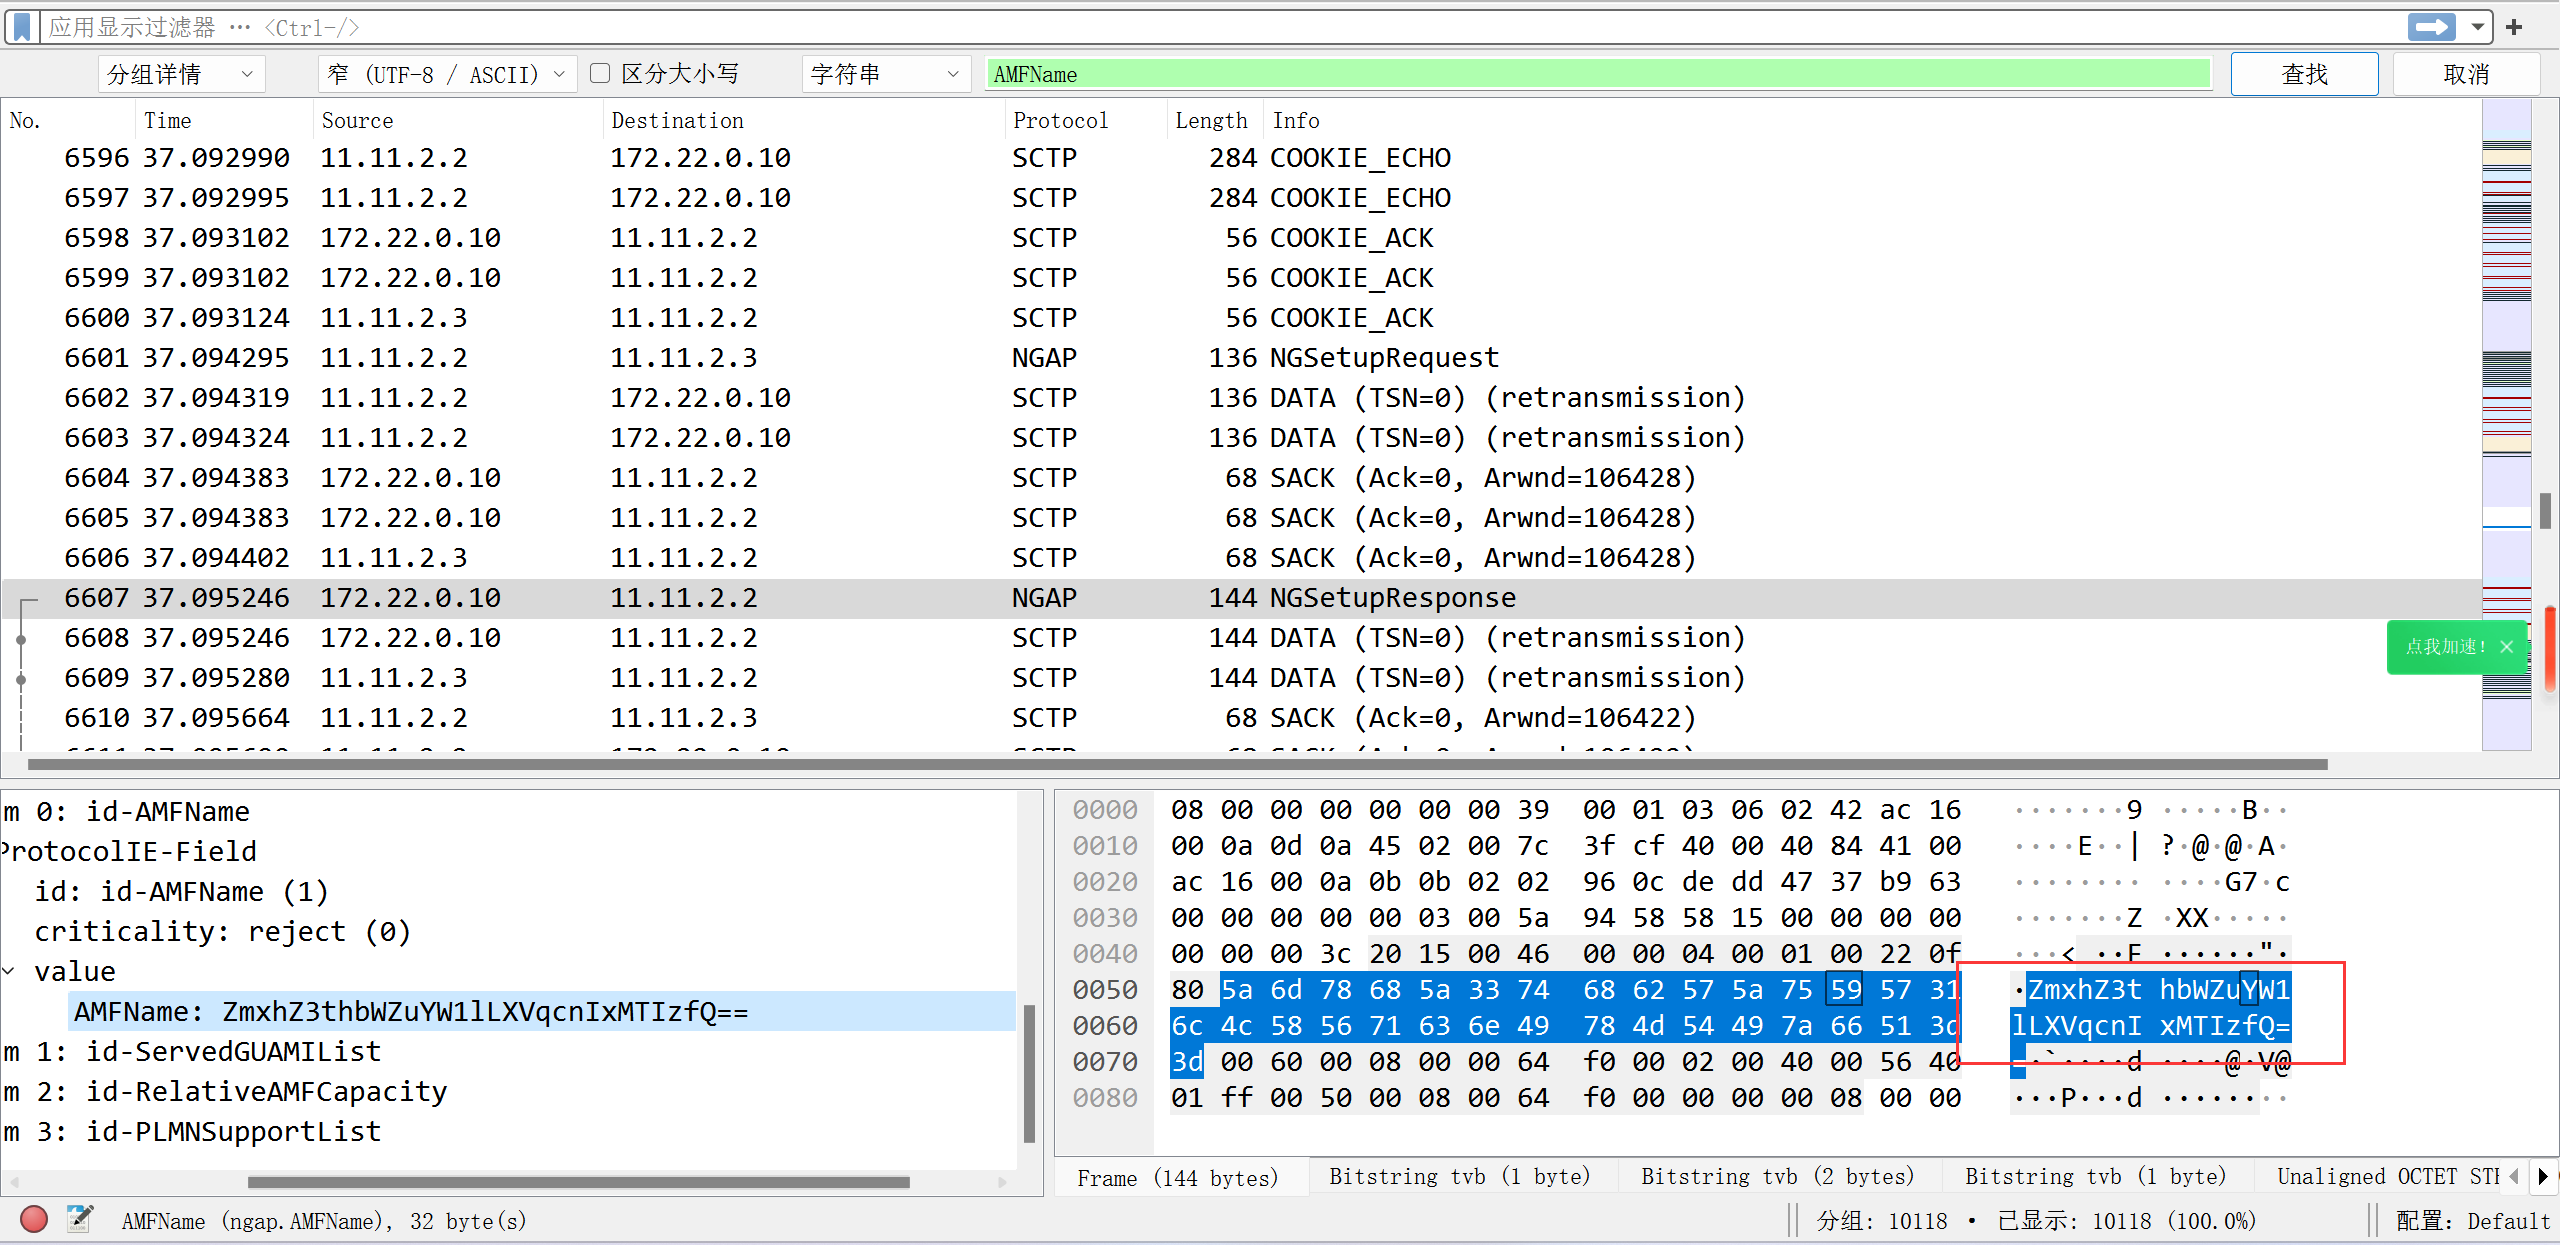 应用显示过滤器 … <Ctrl-/>
分组详情 窄 (UTF-8 / ASCII) 区分大小写 字符串 AMFName 查找 取消
No. Time Source Destination Protocol Length Info
6596 37.092990 11.11.2.2 172.22.0.10 SCTP 284 COOKIE_ECHO
6597 37.092995 11.11.2.2 172.22.0.10 SCTP 284 COOKIE_ECHO
6598 37.093102 172.22.0.10 11.11.2.2 SCTP 56 COOKIE_ACK
6599 37.093102 172.22.0.10 11.11.2.2 SCTP 56 COOKIE_ACK
6600 37.093124 11.11.2.3 11.11.2.2 SCTP 56 COOKIE_ACK
6601 37.094295 11.11.2.2 11.11.2.3 NGAP 136 NGSetupRequest
6602 37.094319 11.11.2.2 172.22.0.10 SCTP 136 DATA (TSN=0) (retransmission)
6603 37.094324 11.11.2.2 172.22.0.10 SCTP 136 DATA (TSN=0) (retransmission)
6604 37.094383 172.22.0.10 11.11.2.2 SCTP 68 SACK (Ack=0, Arwnd=106428)
6605 37.094383 172.22.0.10 11.11.2.2 SCTP 68 SACK (Ack=0, Arwnd=106428)
6606 37.094402 11.11.2.3 11.11.2.2 SCTP 68 SACK (Ack=0, Arwnd=106428)
6607 37.095246 172.22.0.10 11.11.2.2 NGAP 144 NGSetupResponse
6608 37.095246 172.22.0.10 11.11.2.2 SCTP 144 DATA (TSN=0) (retransmission)
6609 37.095280 11.11.2.3 11.11.2.2 SCTP 144 DATA (TSN=0) (retransmission)
6610 37.095664 11.11.2.2 11.11.2.3 SCTP 68 SACK (Ack=0, Arwnd=106422)
点我加速!
m 0: id-AMFName
ProtocolIE-Field
id: id-AMFName (1)
criticality: reject (0)
value
AMFName: ZmxhZ3thbWZuYW1lLXVqcnIxMTIzfQ==
m 1: id-ServedGUAMIList
m 2: id-RelativeAMFCapacity
m 3: id-PLMNSupportList
0000 08 00 00 00 00 00 00 39 00 01 03 06 02 42 ac 16 ·······9 ·····B··
0010 00 0a 0d 0a 45 02 00 7c 3f cf 40 00 40 84 41 00 ····E··| ?·@·@·A·
0020 ac 16 00 0a 0b 0b 02 02 96 0c de dd 47 37 b9 63 ········ ····G7·c
0030 00 00 00 00 00 03 00 5a 94 58 58 15 00 00 00 00 ·······Z ·XX·····
0040 00 00 00 3c 20 15 00 46 00 00 04 00 01 00 22 0f ···< ··F ······"·
0050 80 5a 6d 78 68 5a 33 74 68 62 57 5a 75 59 57 31 ·ZmxhZ3t hbWZuYW1
0060 6c 4c 58 56 71 63 6e 49 78 4d 54 49 7a 66 51 3d lLXVqcnI xMTIzfQ=
0070 3d 00 60 00 08 00 00 64 f0 00 02 00 40 00 56 40 =·`····d ····@·V@
0080 01 ff 00 50 00 08 00 64 f0 00 00 00 00 08 00 00 ···P···d ········
Frame (144 bytes) Bitstring tvb (1 byte) Bitstring tvb (2 bytes) Bitstring tvb (1 byte) Unaligned OCTET
AMFName (ngap.AMFName), 32 byte(s) 分组: 10118 · 已显示: 10118 (100.0%) 配置: Default